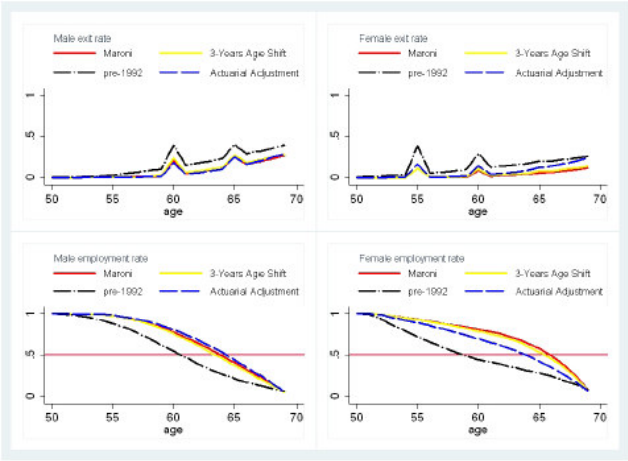 Male exit rate
Maroni 3-Years Age Shift
pre-1992 Actuarial Adjustment
1
.5
0
50 55 60 65 70
age
Female exit rate
Maroni 3-Years Age Shift
pre-1992 Actuarial Adjustment
1
.5
0
50 55 60 65 70
age
Male employment rate
Maroni 3-Years Age Shift
pre-1992 Actuarial Adjustment
1
.5
0
50 55 60 65 70
age
Female employment rate
Maroni 3-Years Age Shift
pre-1992 Actuarial Adjustment
1
.5
0
50 55 60 65 70
age